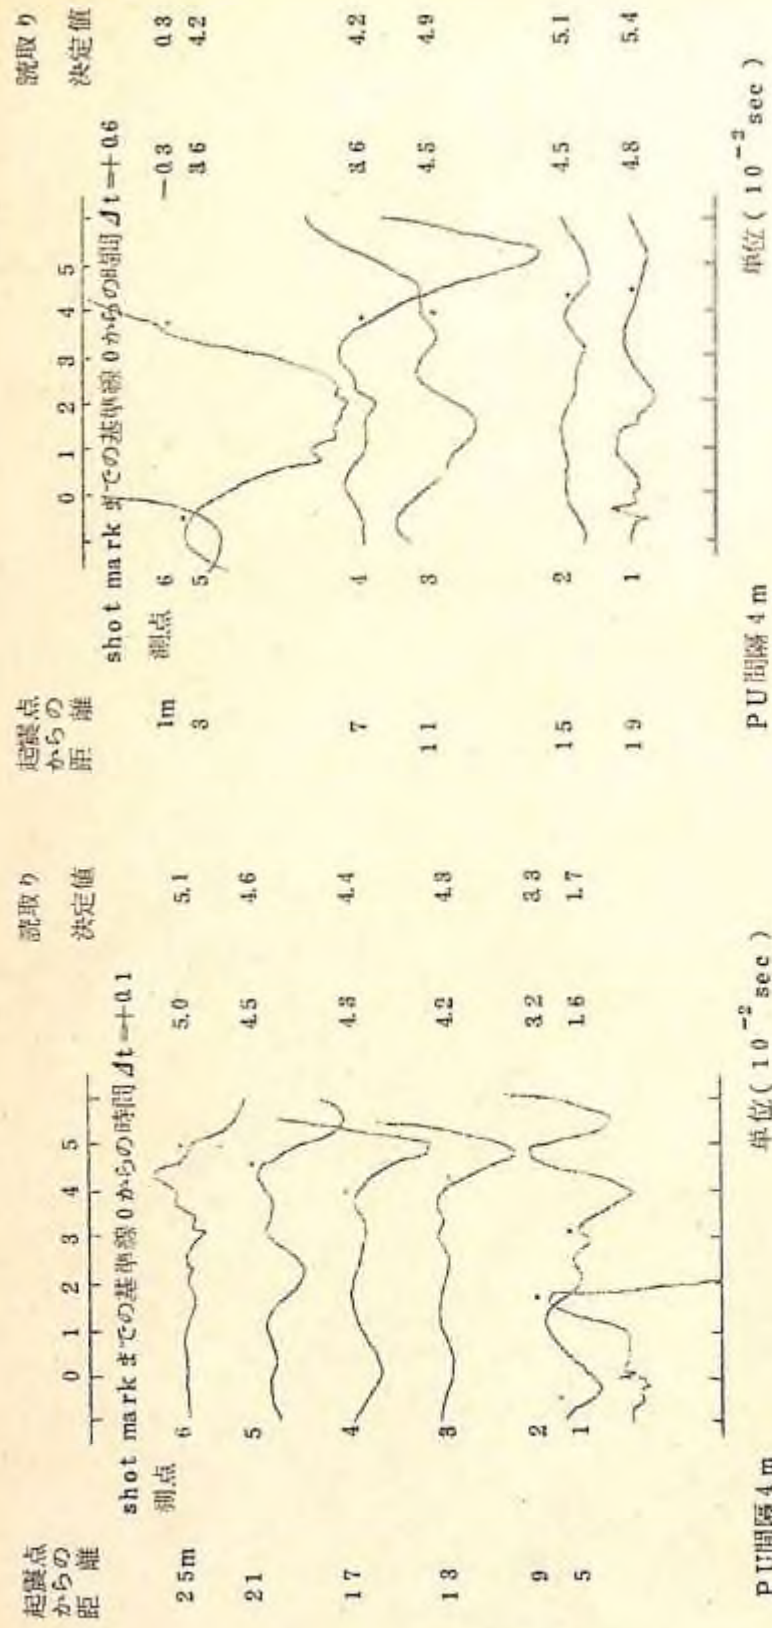 起震点
からの
距 離
読取り
決定値
shot mark までの基準線0からの時間 Δt=+0.1
0 1 2 3 4 5
測点
25m 6 5.0 5.1
21 5 4.5 4.6
17 4 4.3 4.4
13 3 4.2 4.3
9 2 3.2 3.3
5 1 1.6 1.7
PU間隔4m 単位(10⁻² sec)
起震点
からの
距 離
読取り
決定値
0 1 2 3 4 5
shot mark までの基準線0からの時間 Δt=+0.6
測点
1m 6 −0.3 0.3
3 5 3.6 4.2
7 4 3.6 4.2
11 3 4.3 4.9
15 2 4.5 5.1
19 1 4.8 5.4
PU間隔4m 単位(10⁻³ sec)